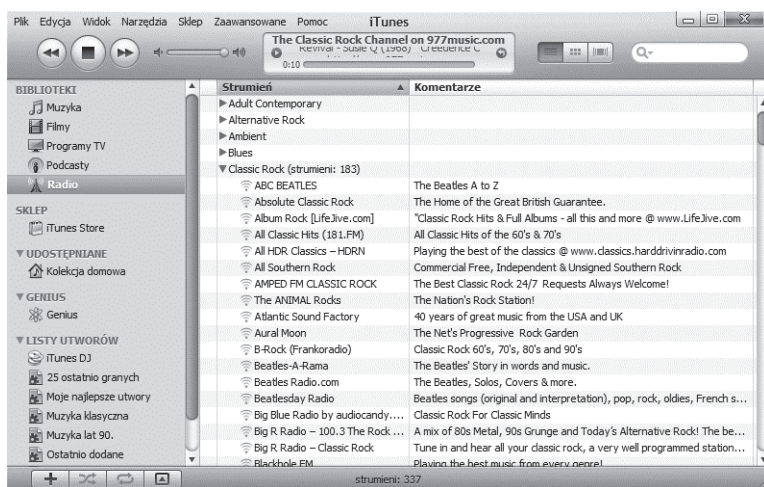 Plik Edycja Widok Narzędzia Sklep Zaawansowane Pomoc iTunes
The Classic Rock Channel on 977music.com
Revival - Susie Q (1968) Creedence C
0:10
BIBLIOTEKI
Muzyka
Filmy
Programy TV
Podcasty
Radio
SKLEP
iTunes Store
UDOSTĘPNIANE
Kolekcja domowa
GENIUS
Genius
LISTY UTWORÓW
iTunes DJ
25 ostatnio granych
Moje najlepsze utwory
Muzyka klasyczna
Muzyka lat 90.
Ostatnio dodane
Strumień Komentarze
Adult Contemporary
Alternative Rock
Ambient
Blues
Classic Rock (strumieni: 183)
ABC BEATLES The Beatles A to Z
Absolute Classic Rock The Home of the Great British Guarantee.
Album Rock [LifeJive.com] "Classic Rock Hits & Full Albums - all this and more @ www.LifeJive.com
All Classic Hits (181.FM) All Classic Hits of the 60's & 70's
All HDR Classics – HDRN Playing the best of the classics @ www.classics.harddrivinradio.com
All Southern Rock Commercial Free, Independent & Unsigned Southern Rock
AMPED FM CLASSIC ROCK The Best Classic Rock 24/7 Requests Always Welcome!
The ANIMAL Rocks The Nation's Rock Station!
Atlantic Sound Factory 40 years of great music from the USA and UK
Aural Moon The Net's Progressive Rock Garden
B-Rock (Frankoradio) Classic Rock 60's, 70's, 80's and 90's
Beatles-A-Rama The Beatles' Story in words and music.
Beatles Radio.com The Beatles, Solos, Covers & more.
Beatlesday Radio Beatles songs (original and interpretation), pop, rock, oldies, French s...
Big Blue Radio by audiocandy.... Classic Rock For Classic Minds
Big R Radio – 100.3 The Rock ... A mix of 80s Metal, 90s Grunge and Today's Alternative Rock! The be...
Big R Radio – Classic Rock Tune in and hear all your classic rock, a very well programmed station...
Blackhole FM Playing the best music from every genre!
strumieni: 337